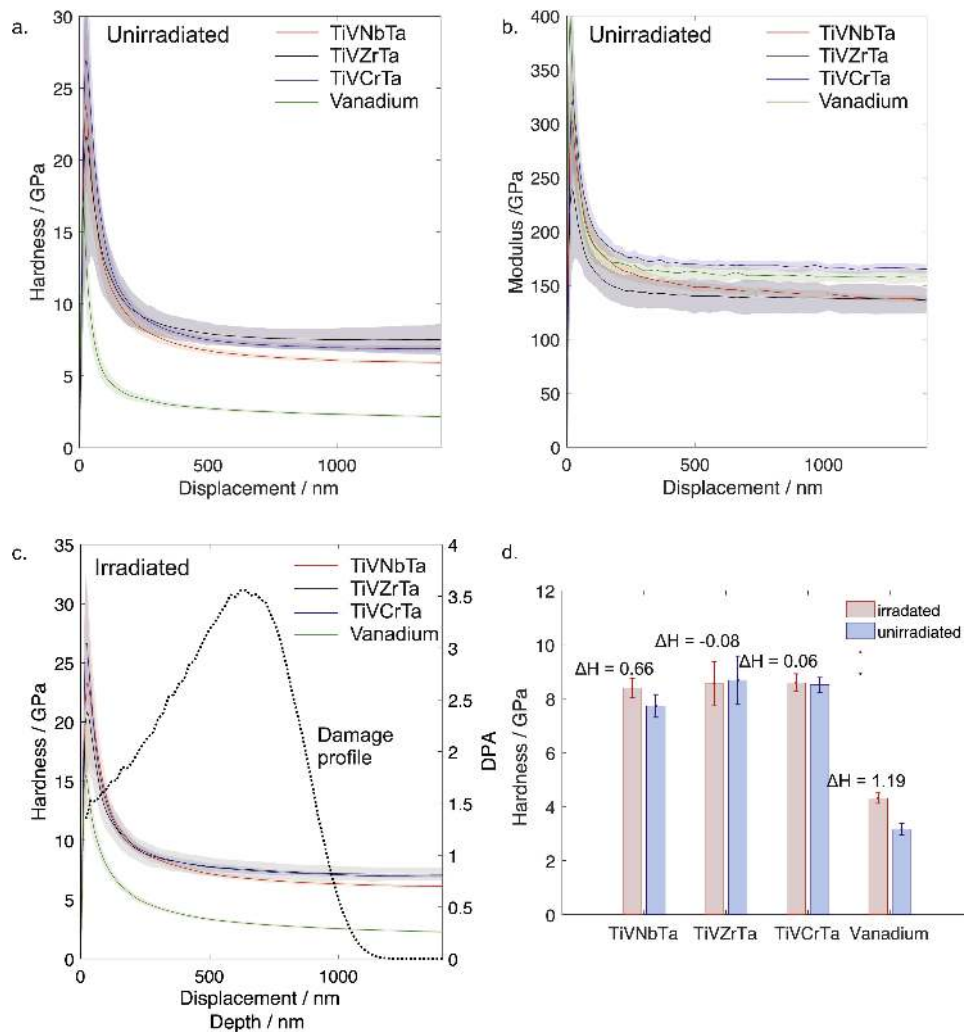 a.
Unirradiated
TiVNbTa
TiVZrTa
TiVCrTa
Vanadium
30
25
20
15
10
5
0
Hardness / GPa
0 500 1000
Displacement / nm
b.
Unirradiated
TiVNbTa
TiVZrTa
TiVCrTa
Vanadium
400
350
300
250
200
150
100
50
0
Modulus /GPa
0 500 1000
Displacement / nm
c.
Irradiated
TiVNbTa
TiVZrTa
TiVCrTa
Vanadium
35
30
25
20
15
10
5
0
Hardness / GPa
Damage
profile
4
3.5
3
2.5
2
1.5
1
0.5
0
DPA
0 500 1000
Displacement / nm
Depth / nm
d.
irradated
unirradiated
12
10
8
6
4
2
0
Hardness / GPa
ΔH = 0.66
ΔH = -0.08
ΔH = 0.06
ΔH = 1.19
TiVNbTa TiVZrTa TiVCrTa Vanadium